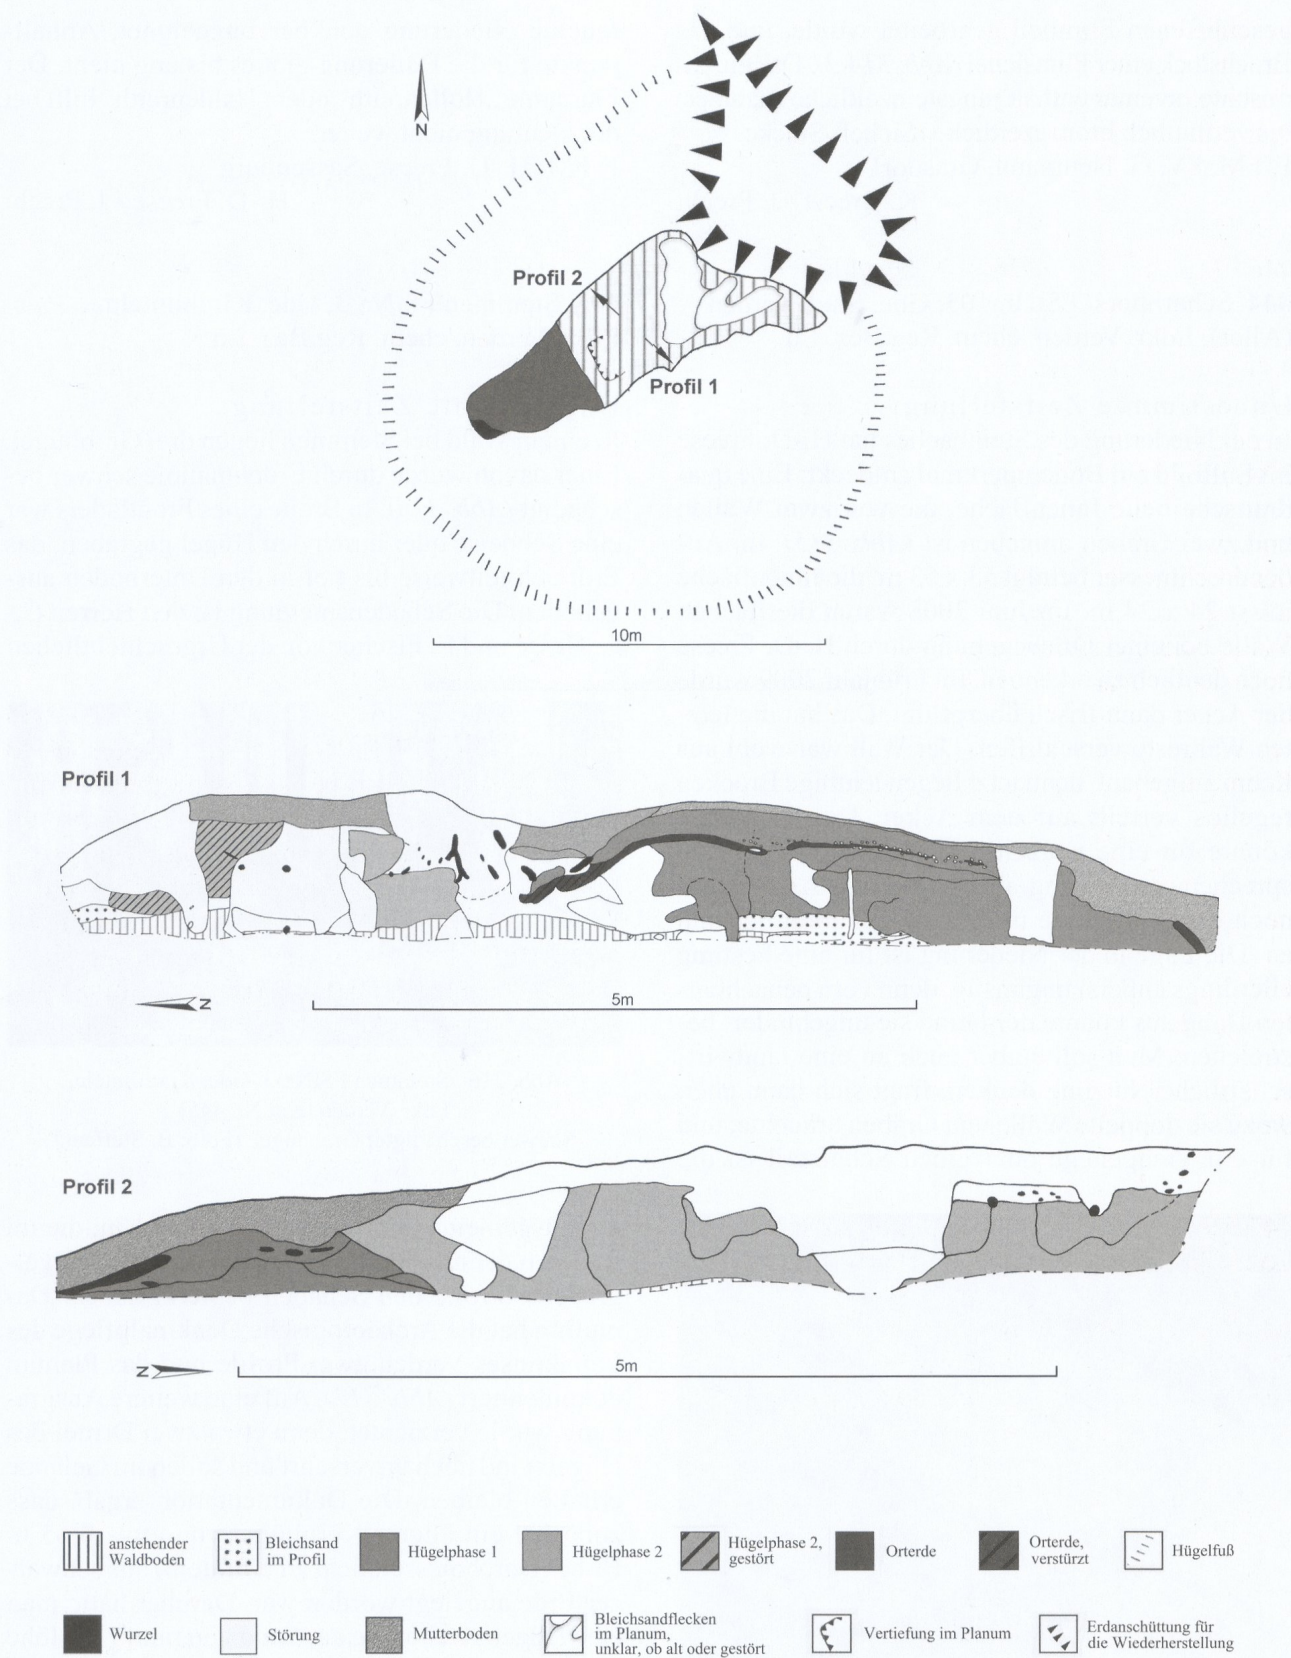 N
Profil 2
Profil 1
10m
Profil 1
N
5m
Profil 2
N
5m
anstehender
Waldboden
Bleichsand
im Profil
Hügelphase 1
Hügelphase 2
Hügelphase 2,
gestört
Orterde
Orterde,
verstürzt
Hügelfuß
Wurzel
Störung
Mutterboden
Bleichsandflecken
im Planum,
unklar, ob alt oder gestört
Vertiefung im Planum
Erdanschüttung für
die Wiederherstellung